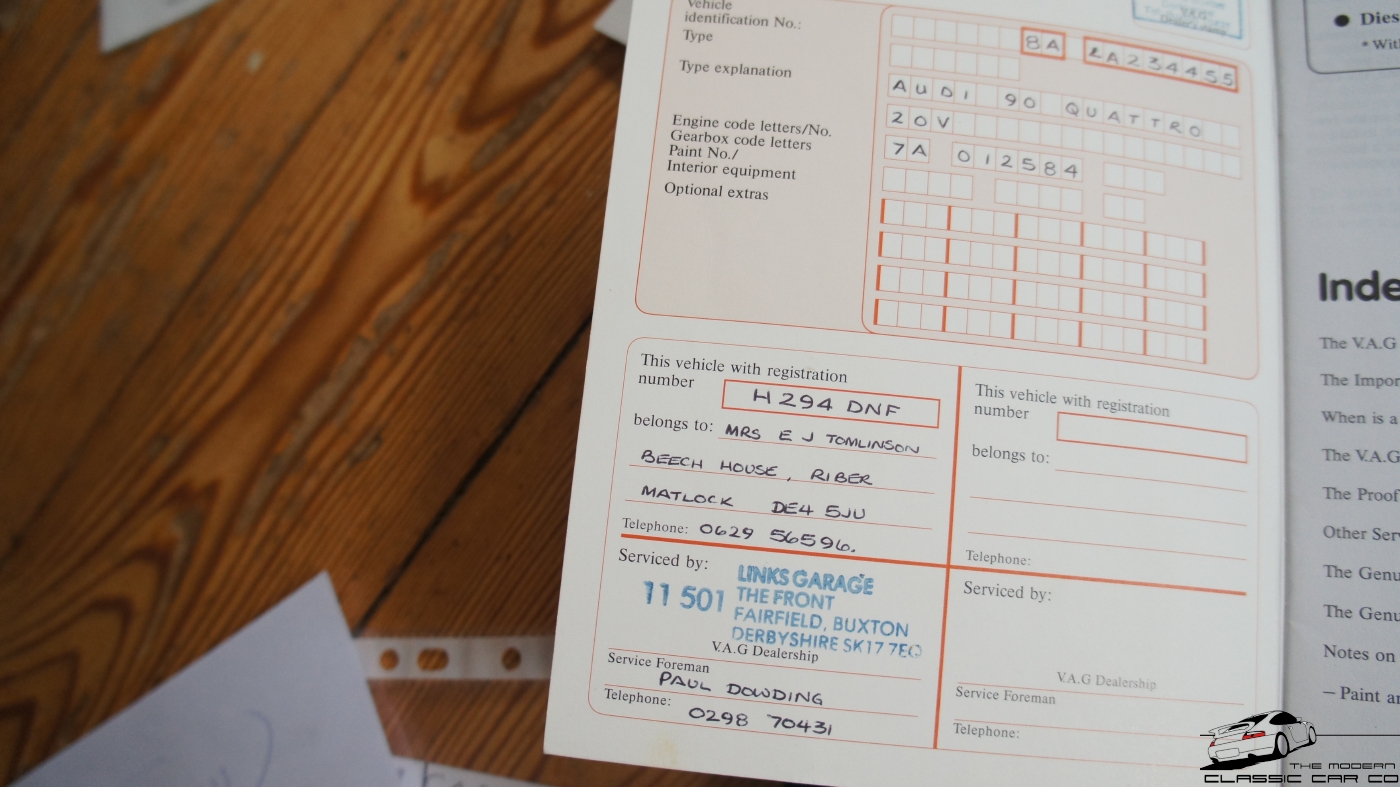 Vehicle
identification No.:
8A LA234455
Type
Type explanation
AUDI 90 QUATTRO
20V
Engine code letters/No.
7A 012584
Gearbox code letters
Paint No./
Interior equipment
Optional extras
This vehicle with registration
number H294 DNF
belongs to: MRS E J TOMLINSON
BEECH HOUSE, RIBER
MATLOCK DE4 5JU
Telephone: 0629 56596.
Serviced by:
11 501
LINKS GARAGE
THE FRONT
FAIRFIELD, BUXTON
DERBYSHIRE SK17 7EQ
V.A.G Dealership
Service Foreman
PAUL DOWDING
Telephone:
0298 70431
This vehicle with registration
number
belongs to:
Telephone:
Serviced by:
V.A.G Dealership
Service Foreman
Telephone:
Dies
Wit
Inde
The V.A.G
The Impor
When is a
The V.A.G
The Proof
Other Ser
The Genu
The Genu
Notes on
– Paint a
THE MODERN
CLASSIC CAR CO